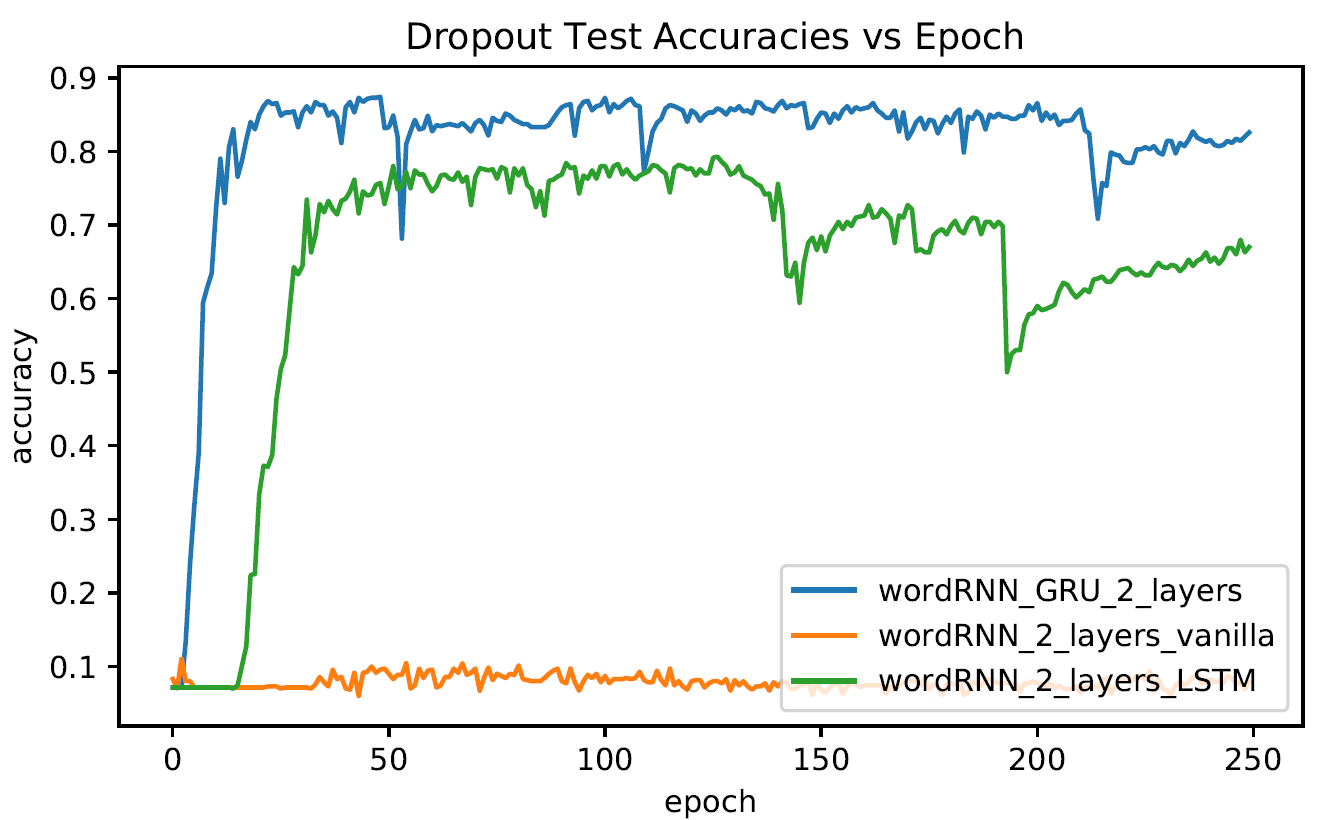 Dropout Test Accuracies vs Epoch
0.9
0.8
0.7
0.6
0.5
0.4
0.3
0.2
0.1
accuracy
wordRNN_GRU_2_layers
wordRNN_2_layers_vanilla
wordRNN_2_layers_LSTM
0 50 100 150 200 250
epoch